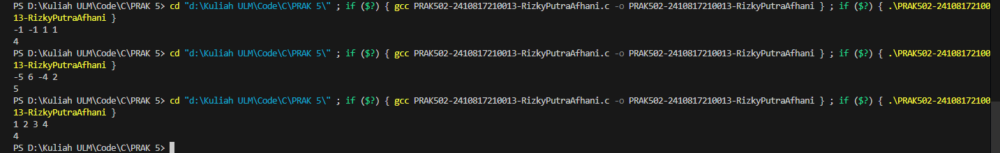 PS D:\Kuliah ULM\Code\C\PRAK 5> cd "d:\Kuliah ULM\Code\C\PRAK 5\" ; if ($?) { gcc PRAK502-2410817210013-RizkyPutraAfhani.c -o PRAK502-2410817210013-RizkyPutraAfhani } ; if ($?) { .\PRAK502-24108172100
13-RizkyPutraAfhani }
-1 -1 1 1
4
PS D:\Kuliah ULM\Code\C\PRAK 5> cd "d:\Kuliah ULM\Code\C\PRAK 5\" ; if ($?) { gcc PRAK502-2410817210013-RizkyPutraAfhani.c -o PRAK502-2410817210013-RizkyPutraAfhani } ; if ($?) { .\PRAK502-24108172100
13-RizkyPutraAfhani }
-5 6 -4 2
5
PS D:\Kuliah ULM\Code\C\PRAK 5> cd "d:\Kuliah ULM\Code\C\PRAK 5\" ; if ($?) { gcc PRAK502-2410817210013-RizkyPutraAfhani.c -o PRAK502-2410817210013-RizkyPutraAfhani } ; if ($?) { .\PRAK502-24108172100
13-RizkyPutraAfhani }
1 2 3 4
4
PS D:\Kuliah ULM\Code\C\PRAK 5>